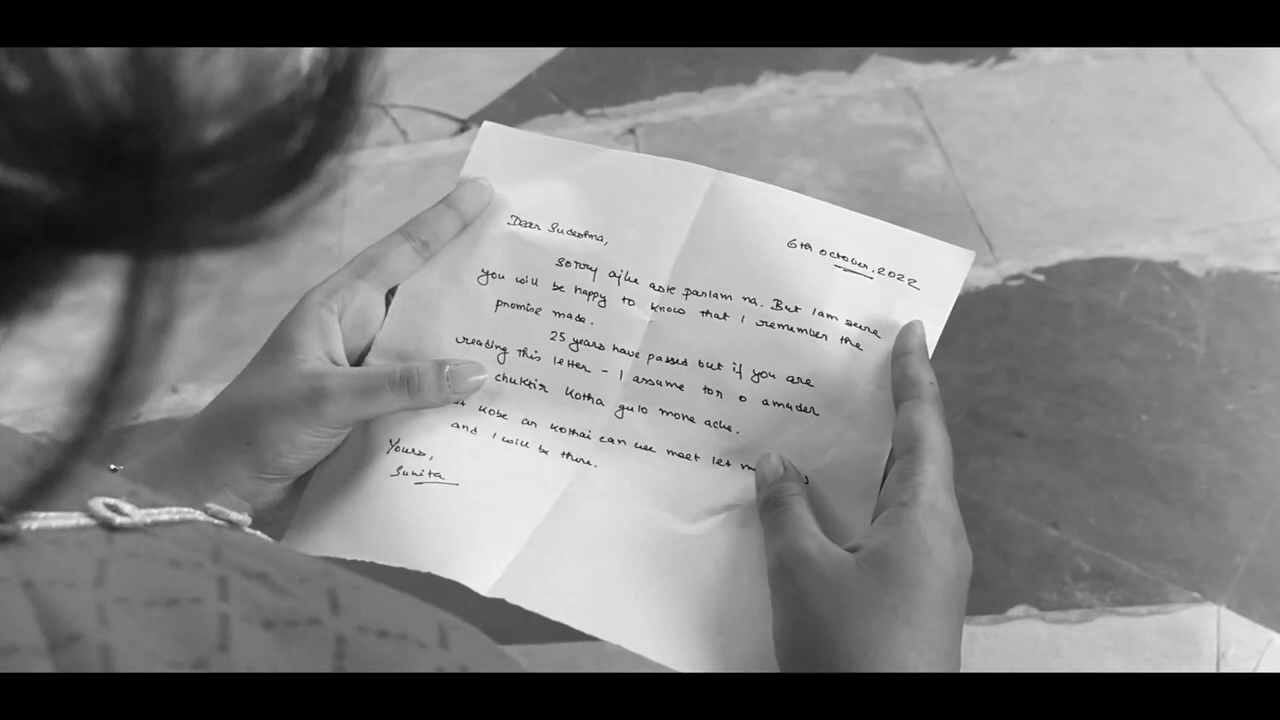 Dear Sudeshna,
6th October, 2022
Sorry ajke aste parlam na. But I am sure
you will be happy to know that I remember the
promise made.
25 years have passed but if you are
reading this letter - I assume tor o amader
chuktir kotha gulo mone ache.
kobe ar kothai can we meet let
and I will be there.
Yours,
Sunita